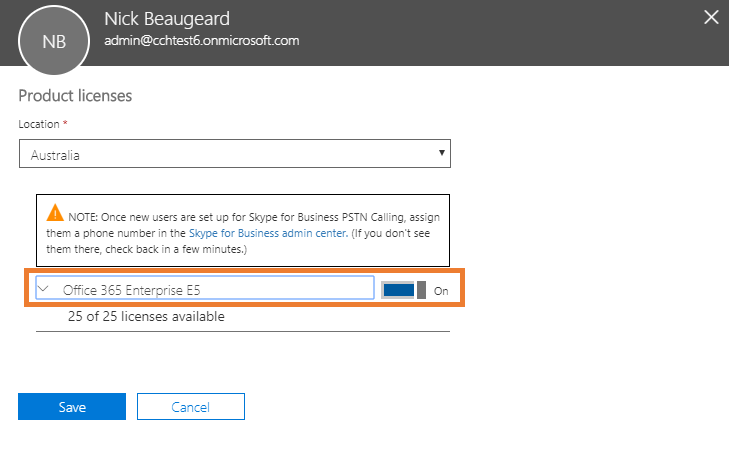 NB
Nick Beaugeard
admin@cchtest6.onmicrosoft.com
Product licenses
Location *
Australia
NOTE: Once new users are set up for Skype for Business PSTN Calling, assign
them a phone number in the Skype for Business admin center. (If you don't see
them there, check back in a few minutes.)
Office 365 Enterprise E5
On
25 of 25 licenses available
Save
Cancel